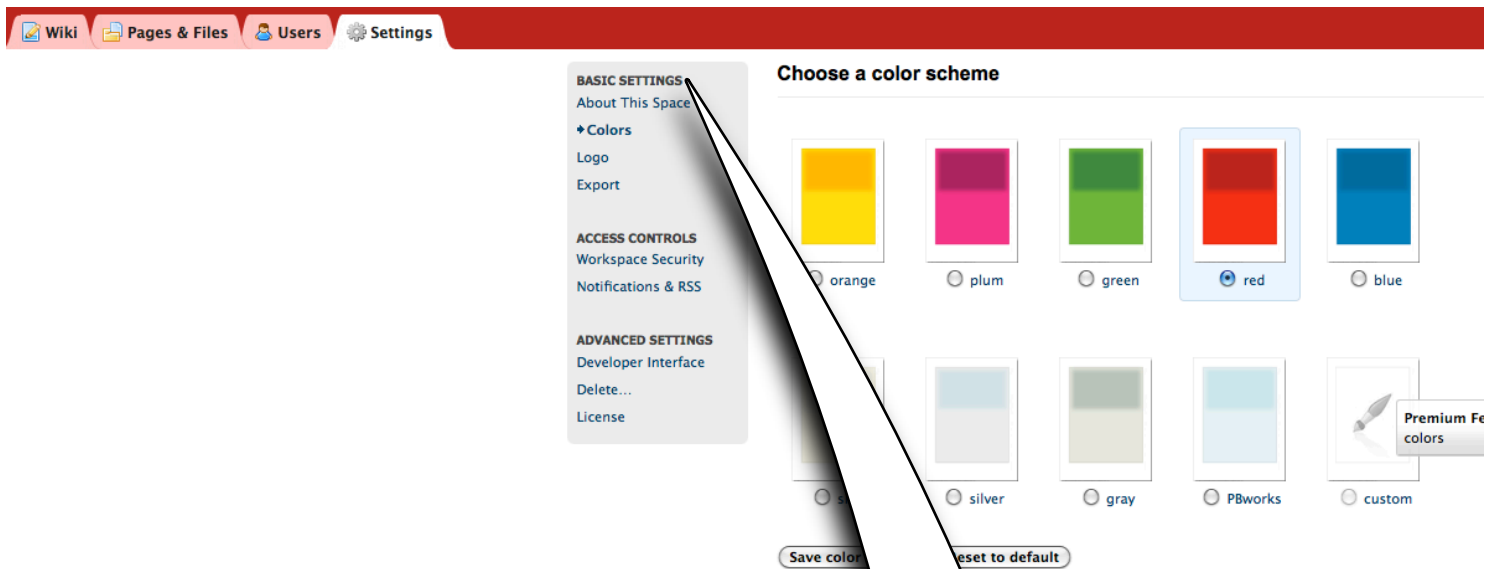 Wiki Pages & Files Users Settings
BASIC SETTINGS
About This Space
Colors
Logo
Export
ACCESS CONTROLS
Workspace Security
Notifications & RSS
ADVANCED SETTINGS
Developer Interface
Delete...
License
Choose a color scheme
orange plum green red blue
silver gray PBworks custom
Premium
colors
Save color to default